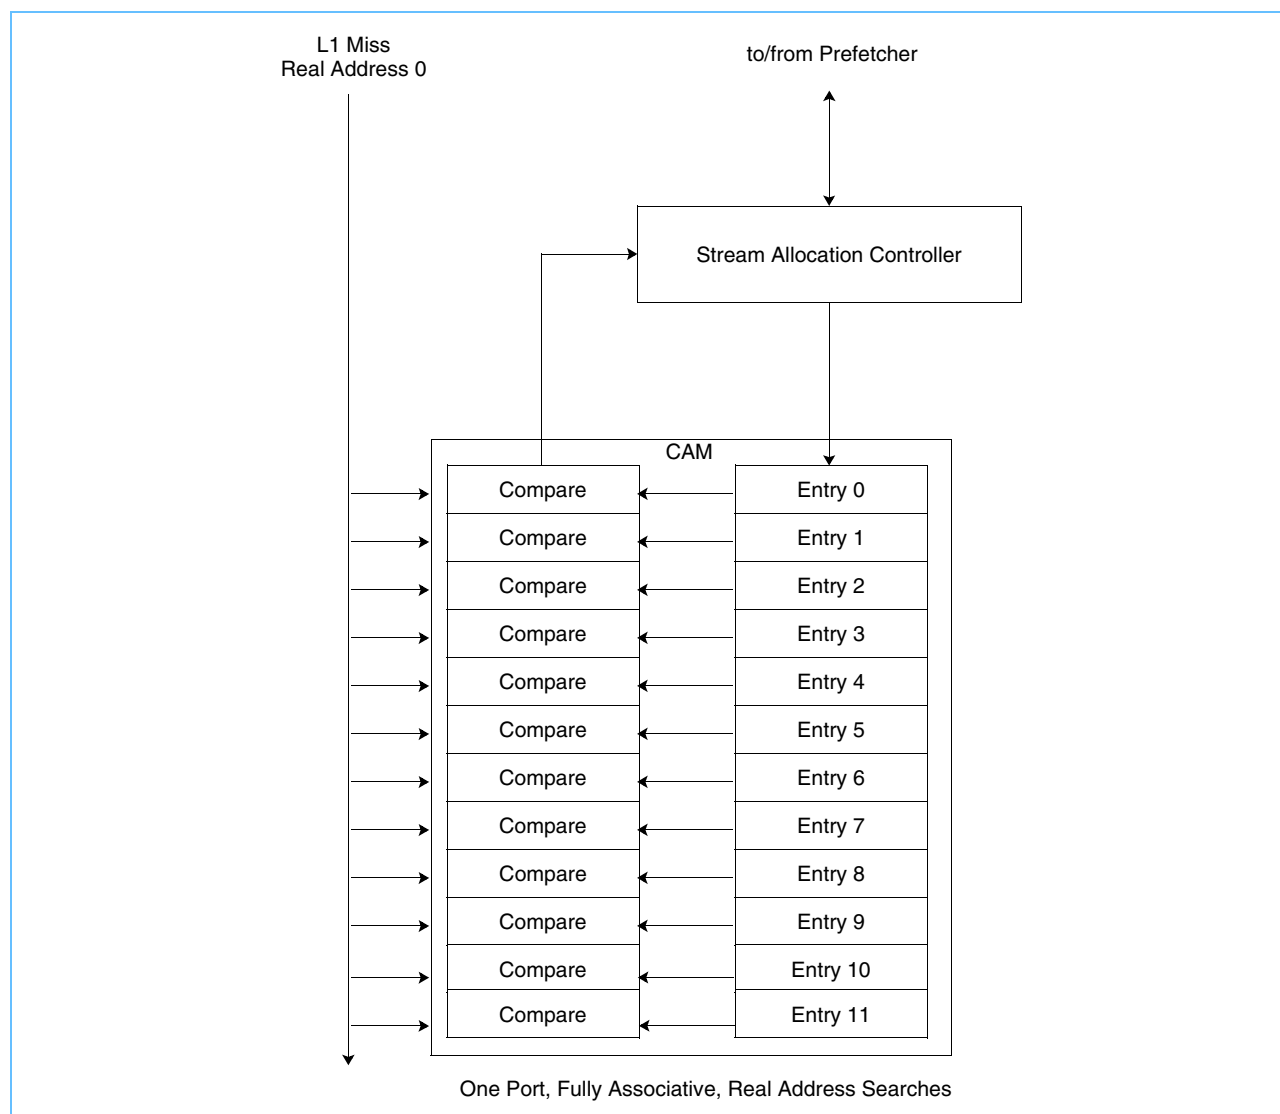 L1 Miss
Real Address 0
to/from Prefetcher
Stream Allocation Controller
CAM
Compare
Entry 0
Compare
Entry 1
Compare
Entry 2
Compare
Entry 3
Compare
Entry 4
Compare
Entry 5
Compare
Entry 6
Compare
Entry 7
Compare
Entry 8
Compare
Entry 9
Compare
Entry 10
Compare
Entry 11
One Port, Fully Associative, Real Address Searches